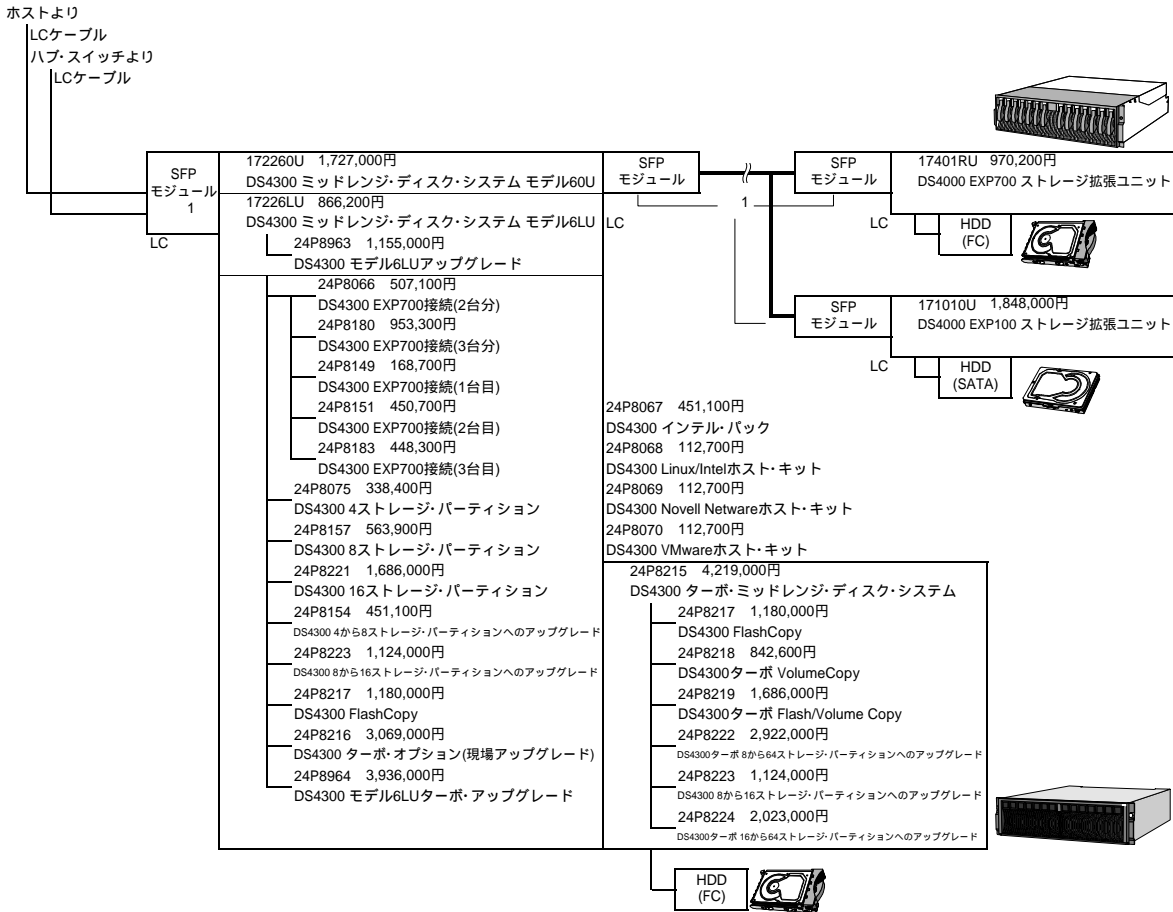 ホストより
LCケーブル
ハブ・スイッチより
LCケーブル
SFP
モジュール
1
LC
172260U 1,727,000円
DS4300 ミッドレンジ・ディスク・システム モデル60U
17226LU 866,200円
DS4300 ミッドレンジ・ディスク・システム モデル6LU
24P8963 1,155,000円
DS4300 モデル6LUアップグレード
24P8066 507,100円
DS4300 EXP700接続(2台分)
24P8180 953,300円
DS4300 EXP700接続(3台分)
24P8149 168,700円
DS4300 EXP700接続(1台目)
24P8151 450,700円
DS4300 EXP700接続(2台目)
24P8183 448,300円
DS4300 EXP700接続(3台目)
24P8075 338,400円
DS4300 4ストレージ・パーティション
24P8157 563,900円
DS4300 8ストレージ・パーティション
24P8221 1,686,000円
DS4300 16ストレージ・パーティション
24P8154 451,100円
DS4300 4から8ストレージ・パーティションへのアップグレード
24P8223 1,124,000円
DS4300 8から16ストレージ・パーティションへのアップグレード
24P8217 1,180,000円
DS4300 FlashCopy
24P8216 3,069,000円
DS4300 ターボ・オプション(現場アップグレード)
24P8964 3,936,000円
DS4300 モデル6LUターボ・アップグレード
SFP
モジュール
LC
1
SFP
モジュール
LC
17401RU 970,200円
DS4000 EXP700 ストレージ拡張ユニット
HDD
(FC)
SFP
モジュール
LC
171010U 1,848,000円
DS4000 EXP100 ストレージ拡張ユニット
HDD
(SATA)
24P8067 451,100円
DS4300 インテル・パック
24P8068 112,700円
DS4300 Linux/Intelホスト・キット
24P8069 112,700円
DS4300 Novell Netwareホスト・キット
24P8070 112,700円
DS4300 VMwareホスト・キット
24P8215 4,219,000円
DS4300 ターボ・ミッドレンジ・ディスク・システム
24P8217 1,180,000円
DS4300 FlashCopy
24P8218 842,600円
DS4300ターボ VolumeCopy
24P8219 1,686,000円
DS4300ターボ Flash/Volume Copy
24P8222 2,922,000円
DS4300ターボ 8から64ストレージ・パーティションへのアップグレード
24P8223 1,124,000円
DS4300 8から16ストレージ・パーティションへのアップグレード
24P8224 2,023,000円
DS4300ターボ 16から64ストレージ・パーティションへのアップグレード
HDD
(FC)